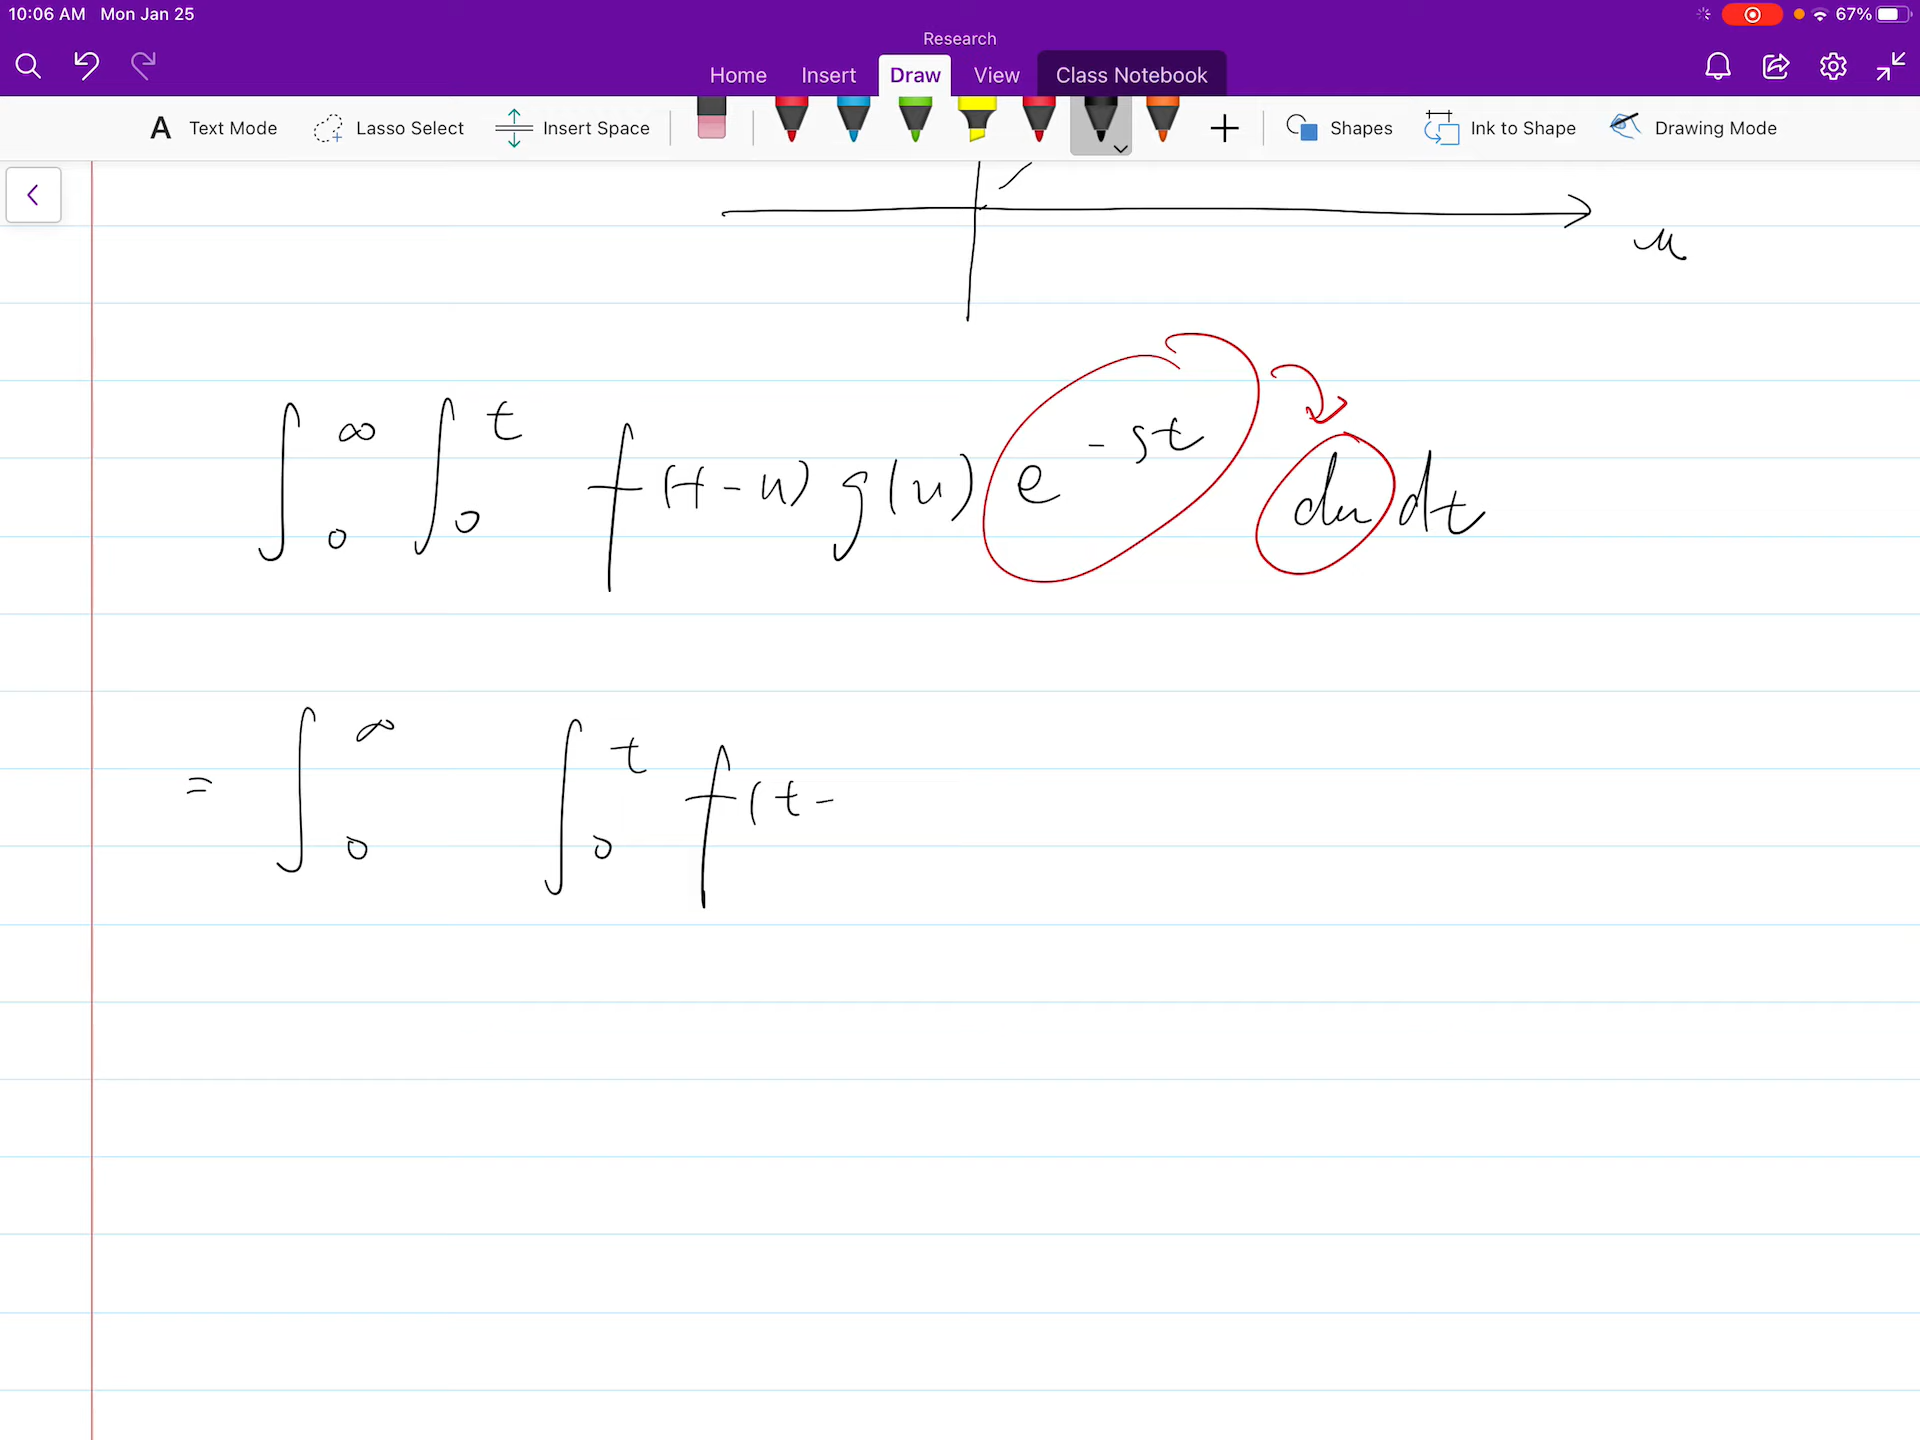 10:06 AM Mon Jan 25
67%
Research
Home Insert Draw View Class Notebook
A Text Mode Lasso Select Insert Space Shapes Ink to Shape Drawing Mode
u
∫₀^∞ ∫₀^t f(t-u) g(u) e^{-st} du dt
= ∫₀^∞ ∫₀^t f(t-